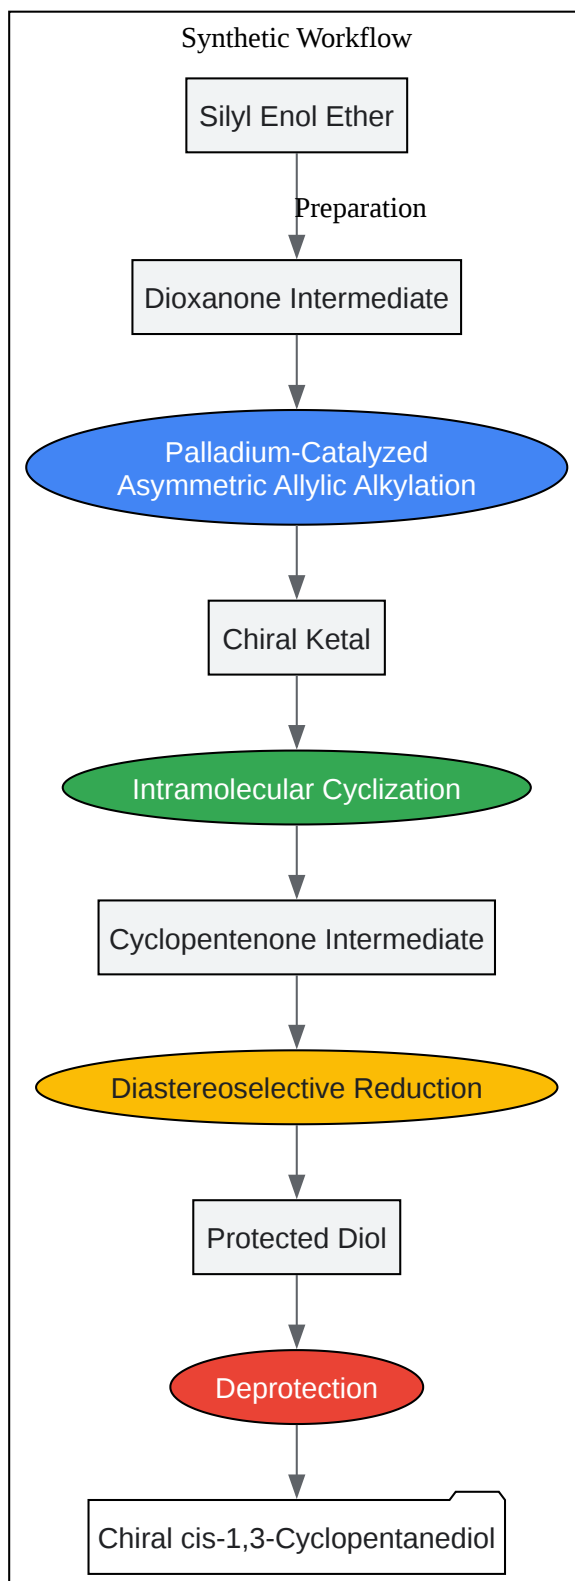 Synthetic Workflow
Silyl Enol Ether
Preparation
Dioxanone Intermediate
Palladium-Catalyzed
Asymmetric Allylic Alkylation
Chiral Ketal
Intramolecular Cyclization
Cyclopentenone Intermediate
Diastereoselective Reduction
Protected Diol
Deprotection
Chiral cis-1,3-Cyclopentanediol